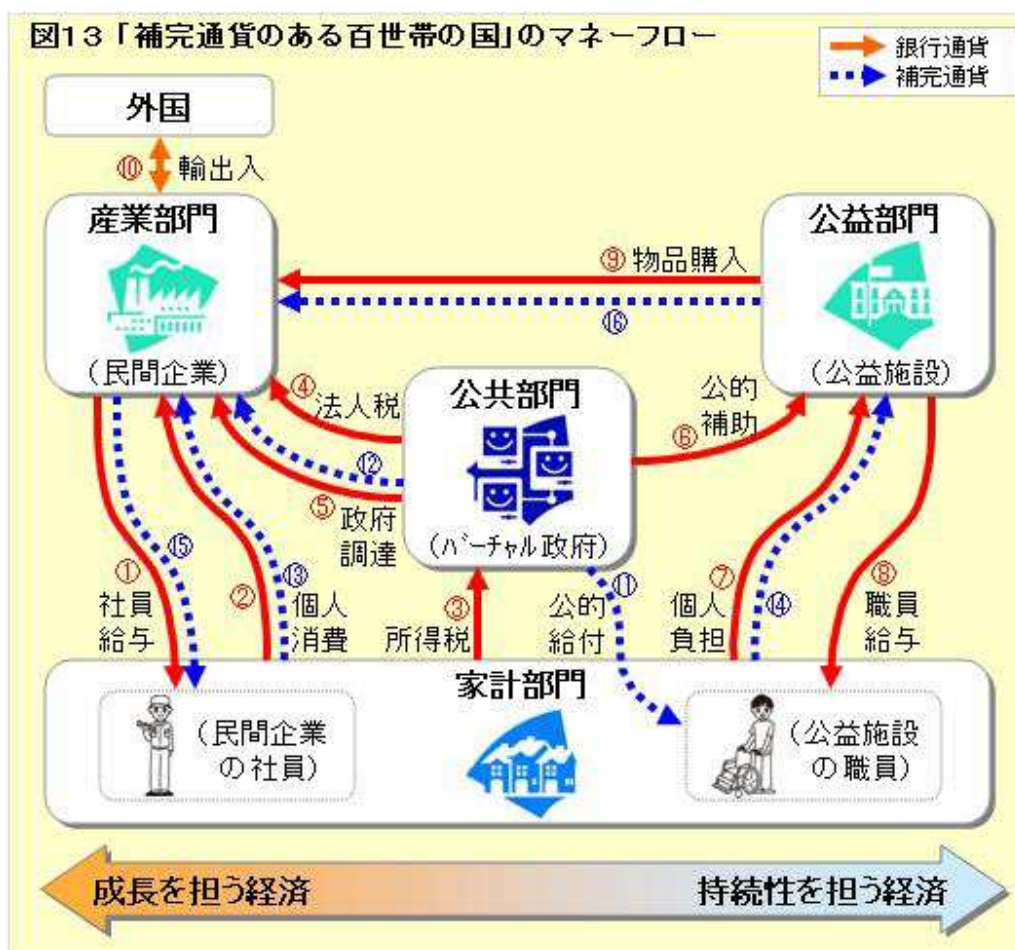 図13「補完通貨のある百世帯の国」のマネーフロー
銀行通貨
補完通貨
外国
⑩ 輸出入
産業部門
(民間企業)
公益部門
(公益施設)
⑨ 物品購入
⑯
公共部門
(バーチャル政府)
④
法人税
⑫
⑤ 政府
調達
公的
⑥ 補助
①
社員
給与
⑮
②
⑬
個人
消費
③
所得税
⑪
公的
給付
⑦
個人
負担
⑭
⑧
職員
給与
家計部門
(民間企業
の社員)
(公益施設
の職員)
成長を担う経済
持続性を担う経済